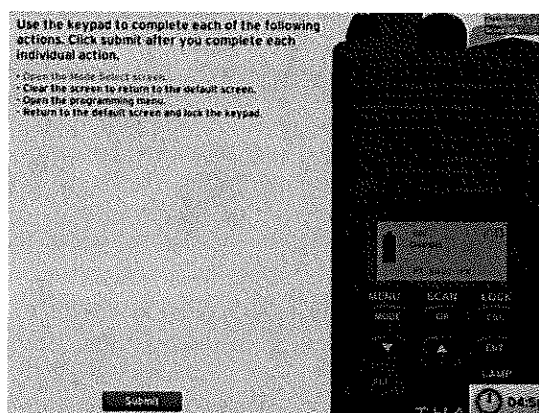 Use the keypad to complete each of the following
actions. Click submit after you complete each
individual action.
• Open the Mode Select screen.
• Clear the screen to return to the default screen.
• Open the programming menu.
• Return to the default screen and lock the keypad.
MENU SCAN LOCK
MODE GR
ENT
LAMP
Submit